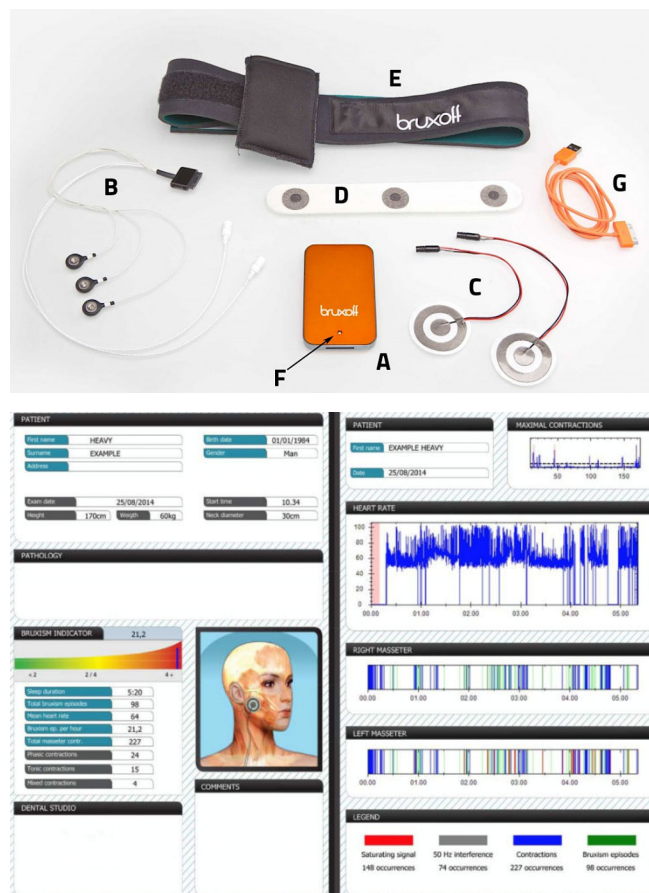 E
bruxoff
B
D
G
C
bruxoff
A
F
PATIENT
First name HEAVY Birth date 01/01/1984
Surname EXAMPLE Gender Man
Address
Exam date 25/08/2014 Start time 10.34
Height 170cm Weigth 60kg Neck diameter 30cm
PATHOLOGY
BRUXISM INDICATOR 21,2
< 2 2 / 4 4 <
Sleep duration 5:20
Total bruxism episodes 98
Mean heart rate 64
Bruxism ep. per hour 21,2
Total masseter contr. 227
Phasic contractions 24
Tonic contractions 15
Mixed contractions 4
COMMENTS
DENTAL STUDIO
PATIENT
First name EXAMPLE HEAVY
Date 25/08/2014
MAXIMAL CONTRACTIONS
50 100 150
HEART RATE
100
80
60
40
20
0
00.00 01.00 02.00 03.00 04.00 05.00
RIGHT MASSETER
00.00 01.00 02.00 03.00 04.00 05.00
LEFT MASSETER
00.00 01.00 02.00 03.00 04.00 05.00
LEGEND
Saturating signal 50 Hz interference Contractions Bruxism episodes
148 occurrences 74 occurrences 227 occurrences 98 occurrences